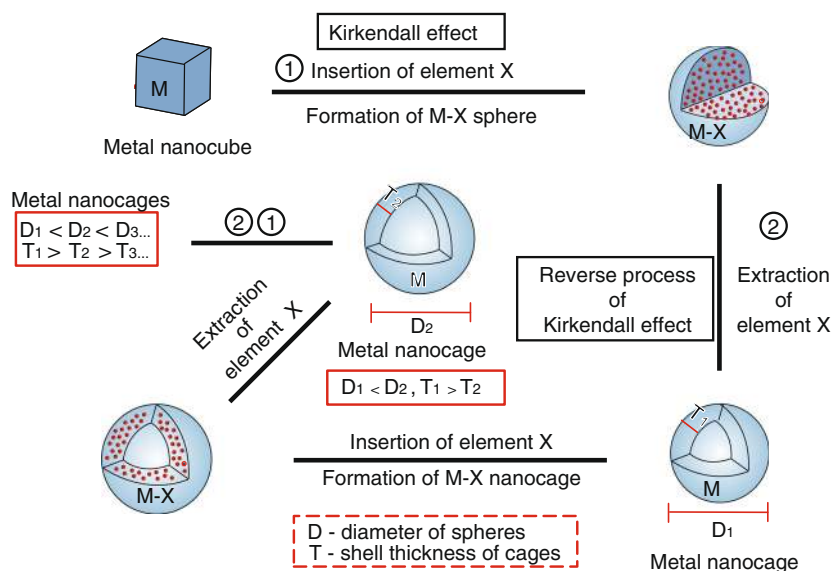 Kirkendall effect
① Insertion of element X
Formation of M-X sphere
M
Metal nanocube
M-X
Metal nanocages
D₁ < D₂ < D₃...
T₁ > T₂ > T₃...
② ①
T₂
M
D₂
Metal nanocage
D₁ < D₂, T₁ > T₂
Reverse process
of
Kirkendall effect
②
Extraction
of
element X
Extraction
of
element X
M-X
Insertion of element X
Formation of M-X nanocage
T₁
M
D₁
Metal nanocage
D - diameter of spheres
T - shell thickness of cages